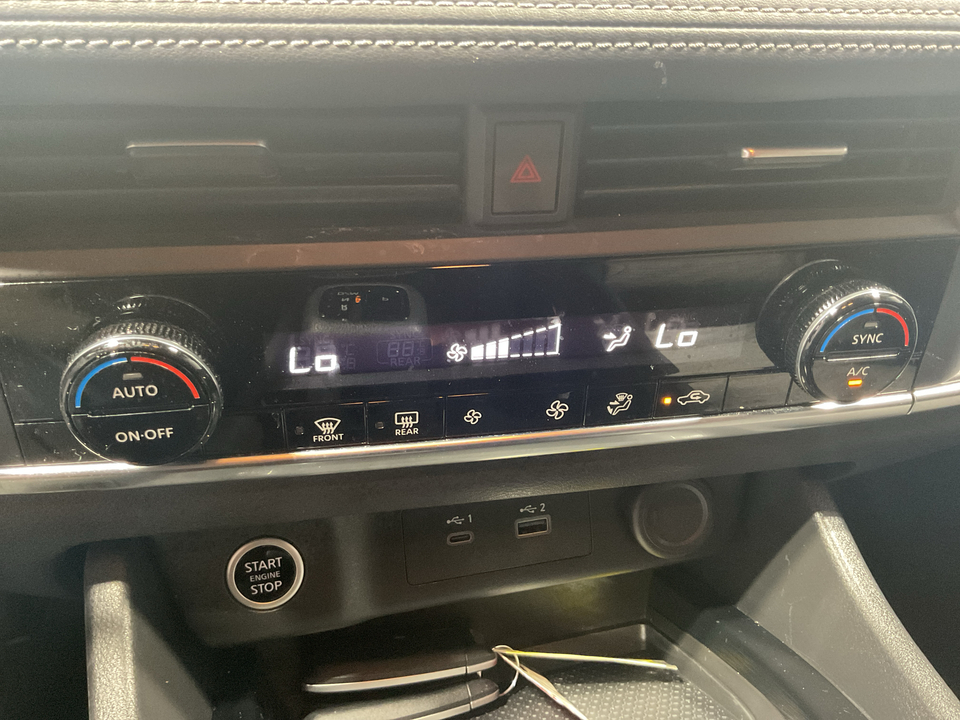 Lo
Lo
AUTO
ON·OFF
SYNC
A/C
FRONT
REAR
1
2
START
ENGINE
STOP